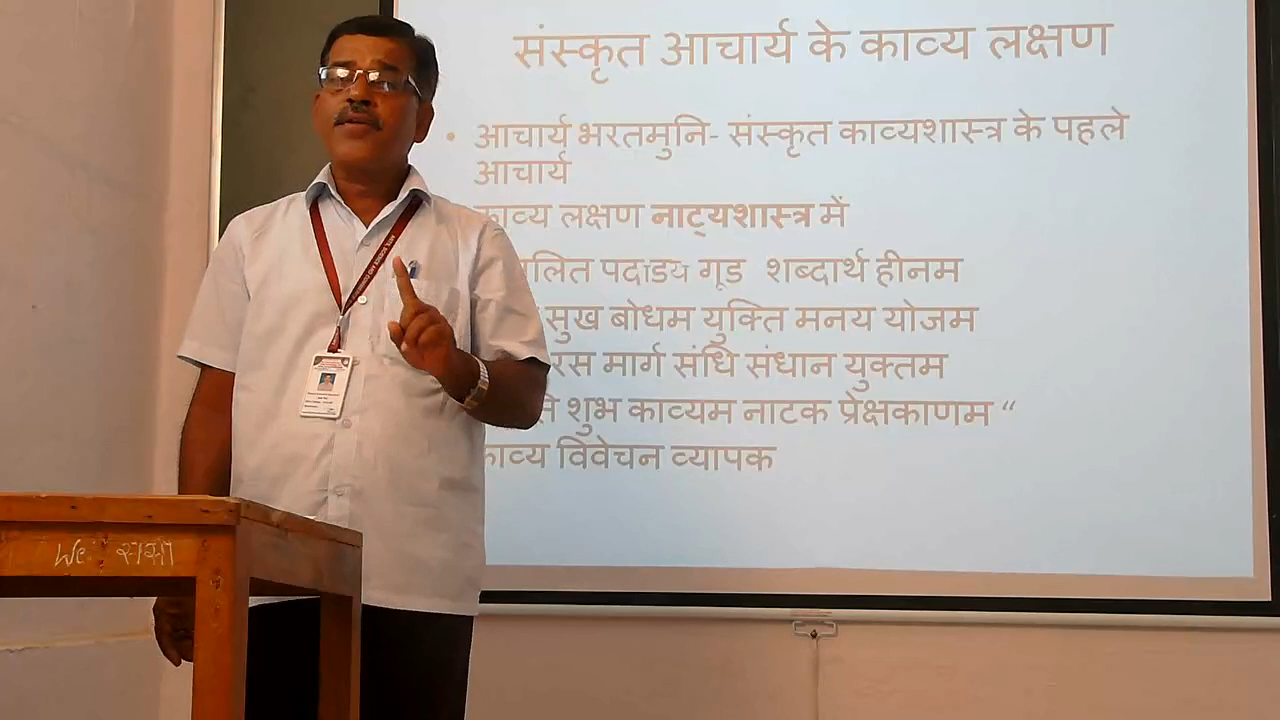 संस्कृत आचार्य के काव्य लक्षण
• आचार्य भरतमुनि- संस्कृत काव्यशास्त्र के पहले
आचार्य
काव्य लक्षण नाट्यशास्त्र में
शब्दार्थ हीनम
सुख बोधम युक्ति मनय योजम
रस मार्ग संधि संधान युक्तम
शुभ काव्यम नाटक प्रेक्षकाणम “
काव्य विवेचन व्यापक
We